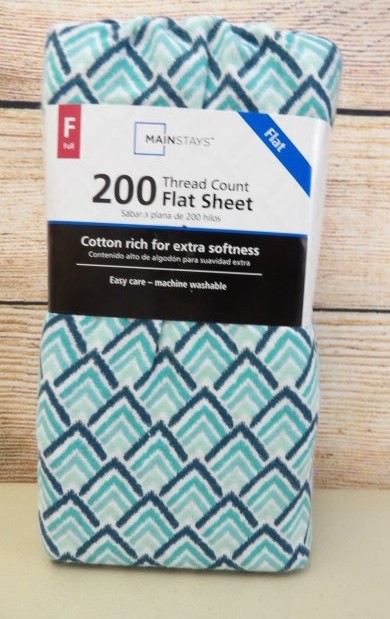 F
Full
Flat
MAINSTAYS™
200 Thread Count
Flat Sheet
Sábana plana de 200 hilos
Cotton rich for extra softness
Contenido alto de algodón para suavidad extra
Easy care – machine washable